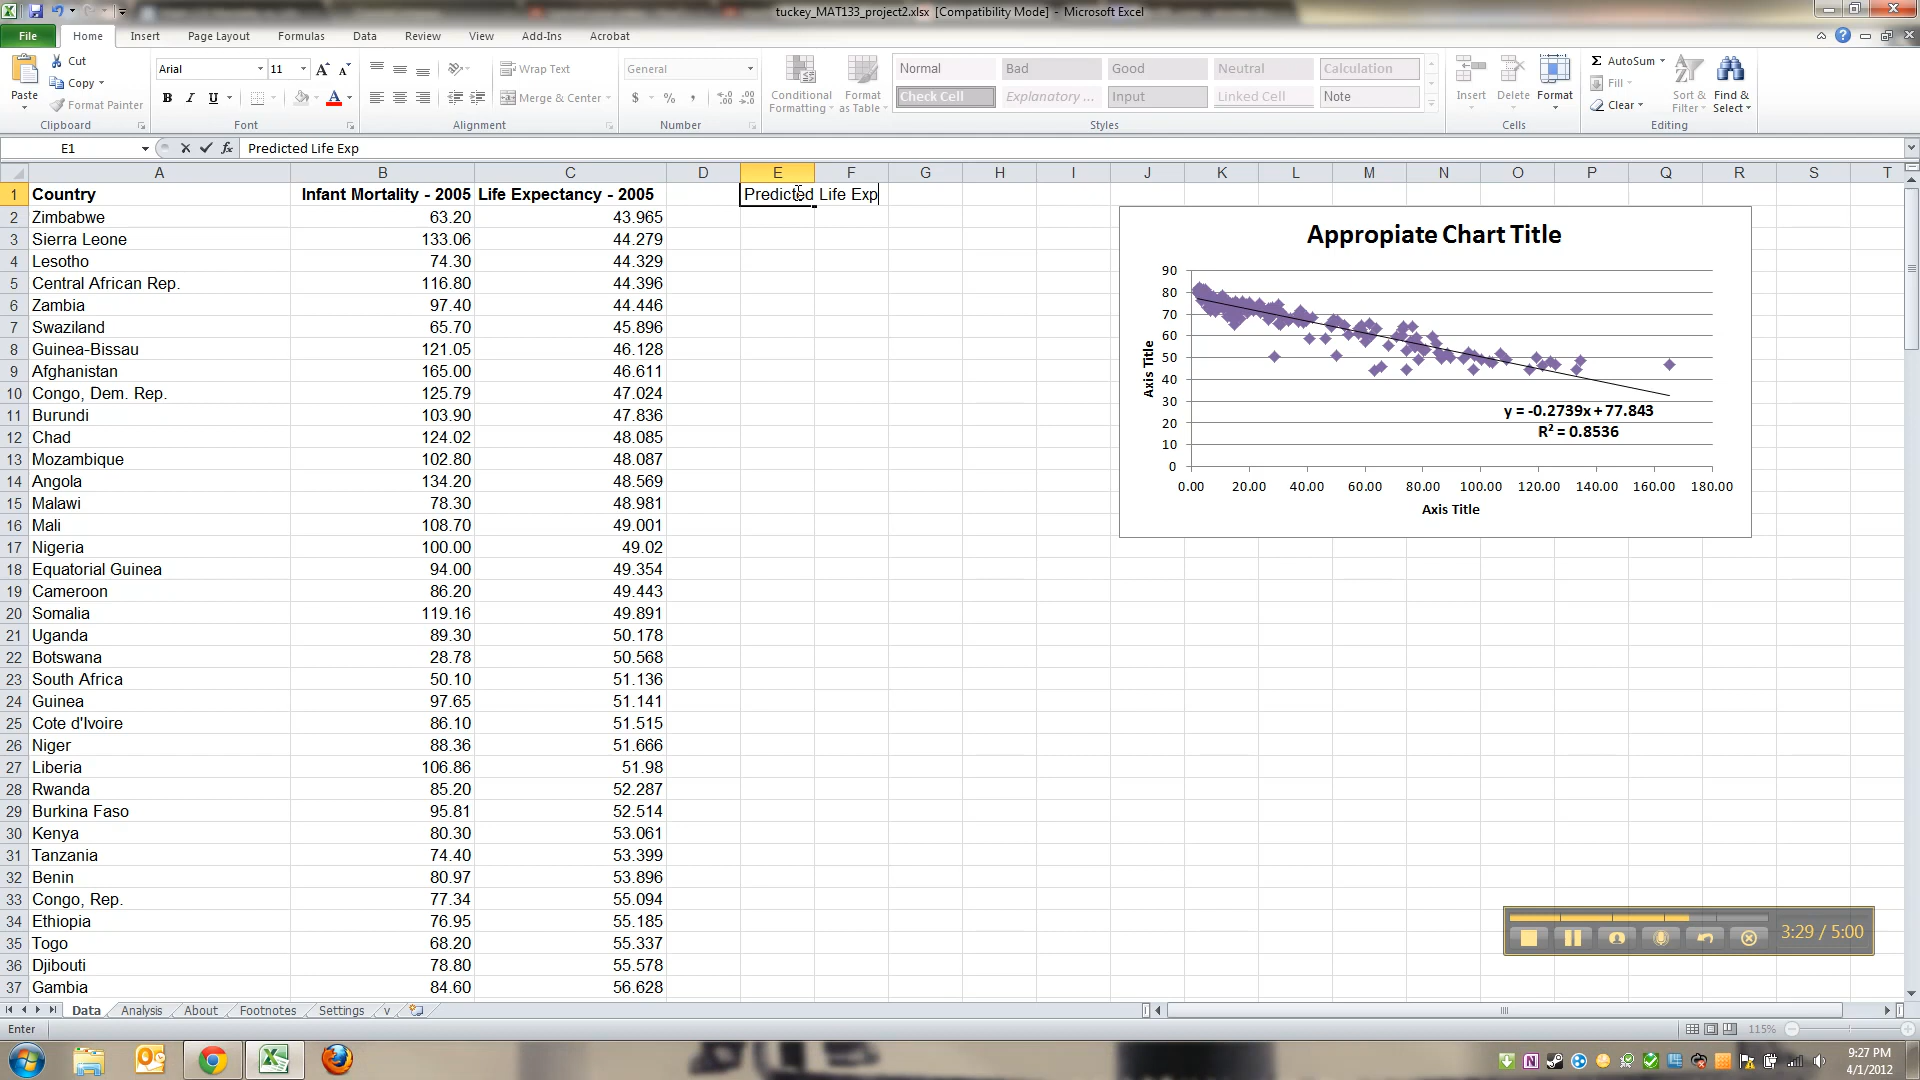 tuckey_MAT133_project2.xlsx [Compatibility Mode] - Microsoft Excel
File Home Insert Page Layout Formulas Data Review View Add-Ins Acrobat
Paste Cut Copy Format Painter Clipboard
Arial 11 B I U Font
Wrap Text Merge & Center Alignment
General $ % , Number
Conditional Formatting Format as Table
Normal Bad Good Neutral Calculation
Check Cell Explanatory ... Input Linked Cell Note
Styles
Insert Delete Format Cells
AutoSum Fill Clear Sort & Filter Find & Select Editing
E1 fx Predicted Life Exp
A B C D E F G H I J K L M N O P Q R S T
1 Country Infant Mortality - 2005 Life Expectancy - 2005 Predicted Life Exp
2 Zimbabwe 63.20 43.965
3 Sierra Leone 133.06 44.279
4 Lesotho 74.30 44.329
5 Central African Rep. 116.80 44.396
6 Zambia 97.40 44.446
7 Swaziland 65.70 45.896
8 Guinea-Bissau 121.05 46.128
9 Afghanistan 165.00 46.611
10 Congo, Dem. Rep. 125.79 47.024
11 Burundi 103.90 47.836
12 Chad 124.02 48.085
13 Mozambique 102.80 48.087
14 Angola 134.20 48.569
15 Malawi 78.30 48.981
16 Mali 108.70 49.001
17 Nigeria 100.00 49.02
18 Equatorial Guinea 94.00 49.354
19 Cameroon 86.20 49.443
20 Somalia 119.16 49.891
21 Uganda 89.30 50.178
22 Botswana 28.78 50.568
23 South Africa 50.10 51.136
24 Guinea 97.65 51.141
25 Cote d'Ivoire 86.10 51.515
26 Niger 88.36 51.666
27 Liberia 106.86 51.98
28 Rwanda 85.20 52.287
29 Burkina Faso 95.81 52.514
30 Kenya 80.30 53.061
31 Tanzania 74.40 53.399
32 Benin 80.97 53.896
33 Congo, Rep. 77.34 55.094
34 Ethiopia 76.95 55.185
35 Togo 68.20 55.337
36 Djibouti 78.80 55.578
37 Gambia 84.60 56.628
Appropiate Chart Title
90
80
70
60
50
40
30
20
10
0
Axis Title
y = -0.2739x + 77.843
R² = 0.8536
0.00 20.00 40.00 60.00 80.00 100.00 120.00 140.00 160.00 180.00
Axis Title
3:29 / 5:00
Data Analysis About Footnotes Settings v
Enter 115%
9:27 PM
4/1/2012